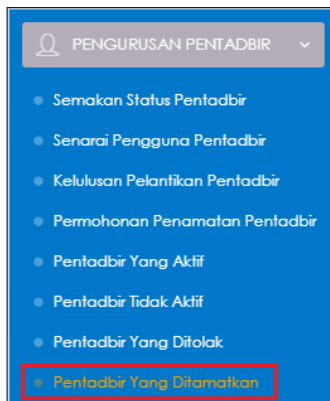 PENGURUSAN PENTADBIR
Semakan Status Pentadbir
Senarai Pengguna Pentadbir
Kelulusan Pelantikan Pentadbir
Permohonan Penamatan Pentadbir
Pentadbir Yang Aktif
Pentadbir Tidak Aktif
Pentadbir Yang Ditolak
Pentadbir Yang Ditamatkan